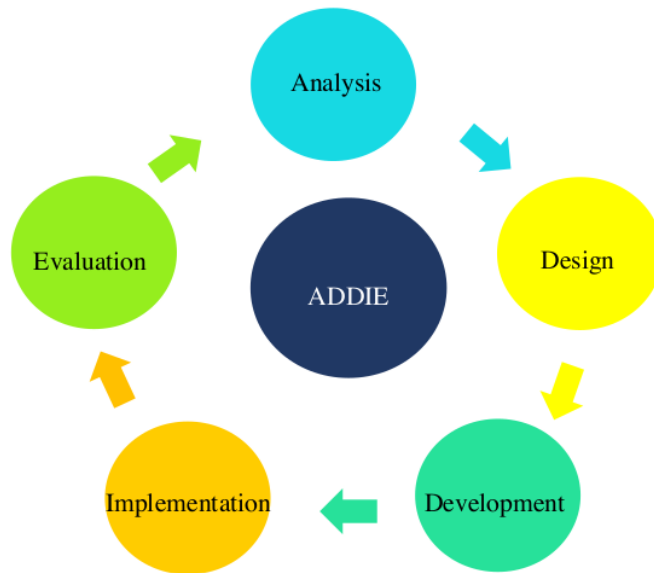 Analysis
Design
Development
Implementation
Evaluation
ADDIE